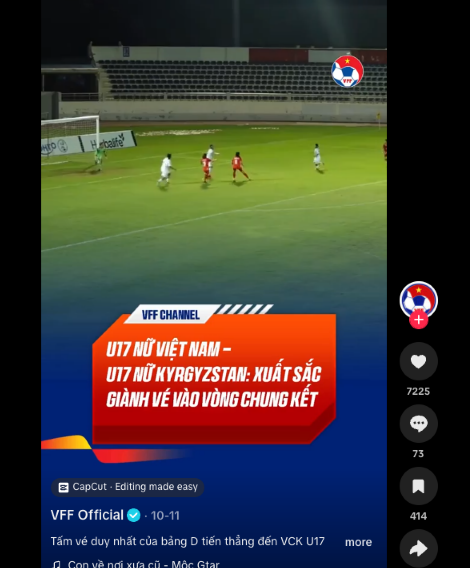 VFF
Herbalife
VFF CHANNEL
U17 NỮ VIỆT NAM –
U17 NỮ KYRGYZSTAN: XUẤT SẮC
GIÀNH VÉ VÀO VÒNG CHUNG KẾT
7225
73
414
CapCut · Editing made easy
VFF Official · 10-11
Tấm vé duy nhất của bảng D tiến thẳng đến VCK U17 more
Con về nơi xưa cũ - Mộc Gtar